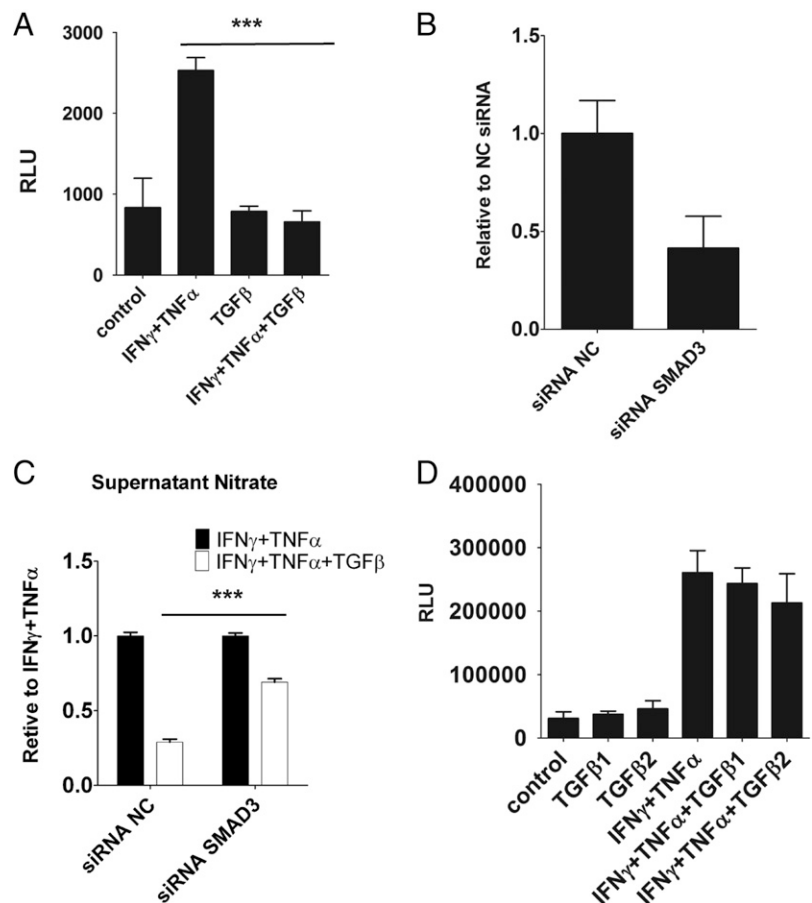 A
***
3000
2000
1000
0
RLU
control
IFNγ+TNFα
TGFβ
IFNγ+TNFα+TGFβ
B
1.5
1.0
0.5
0.0
Relative to NC siRNA
siRNA NC
siRNA SMAD3
C
Supernatant Nitrate
IFNγ+TNFα
IFNγ+TNFα+TGFβ
***
1.5
1.0
0.5
0.0
Retive to IFNγ+TNFα
siRNA NC
siRNA SMAD3
D
400000
300000
200000
100000
0
RLU
control
TGFβ1
TGFβ2
IFNγ+TNFα
IFNγ+TNFα+TGFβ1
IFNγ+TNFα+TGFβ2